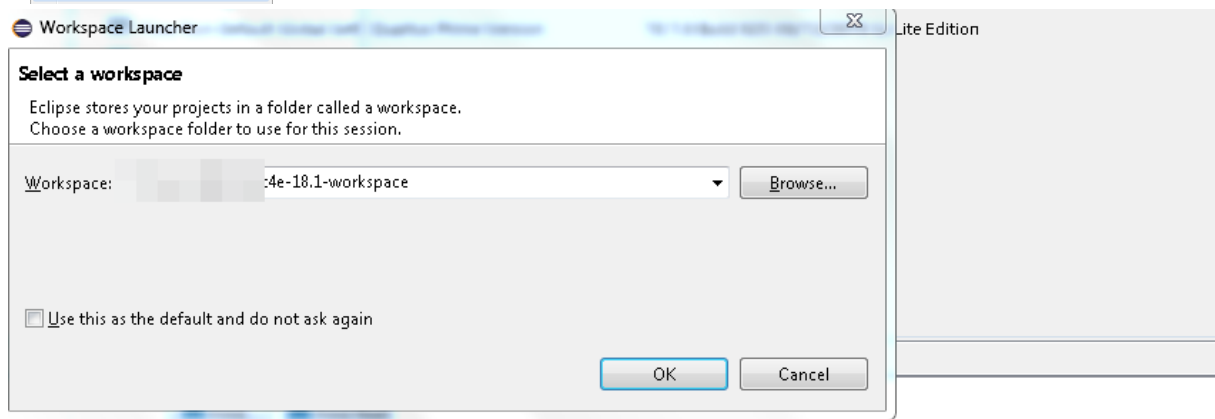 Workspace Launcher
Lite Edition
Select a workspace
Eclipse stores your projects in a folder called a workspace.
Choose a workspace folder to use for this session.
Workspace:
:4e-18.1-workspace
Browse...
Use this as the default and do not ask again
OK
Cancel